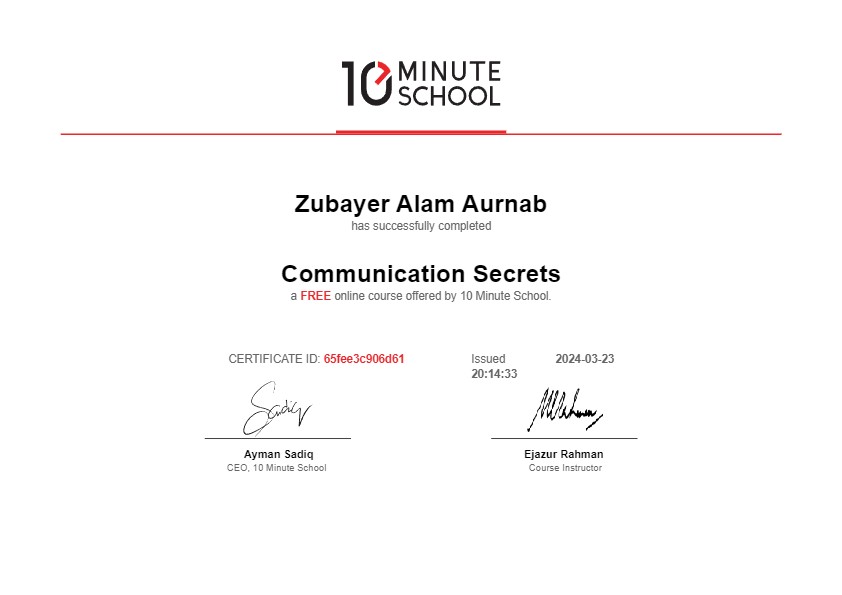 10 MINUTE
SCHOOL
Zubayer Alam Aurnab
has successfully completed
Communication Secrets
a FREE online course offered by 10 Minute School.
CERTIFICATE ID: 65fee3c906d61
Issued 2024-03-23
20:14:33
Sadiq
Ayman Sadiq
CEO, 10 Minute School
Ejazur Rahman
Course Instructor